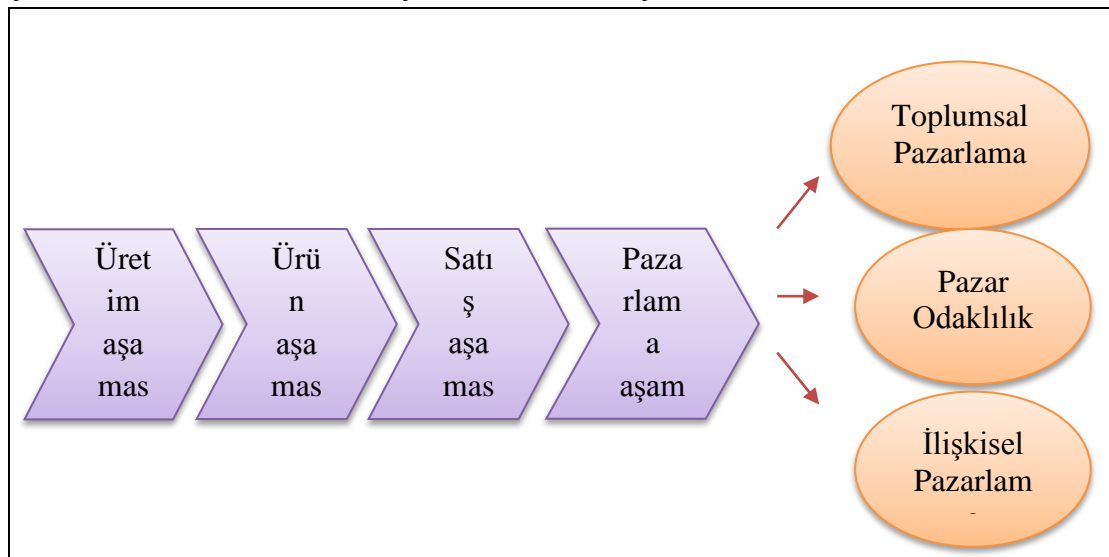 Üret
im
aşa
mas
Ürü
n
aşa
mas
Satı
ş
aşa
mas
Paza
rlam
a
aşam
Toplumsal
Pazarlama
Pazar
Odaklılık
İlişkisel
Pazarlam